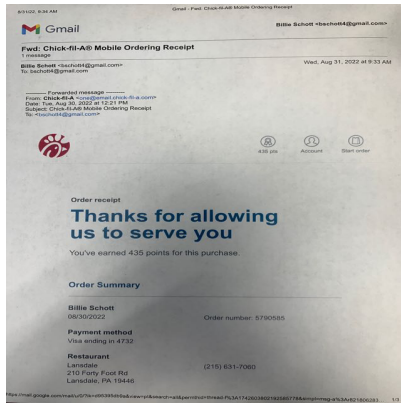 8/31/22, 9:34 AM
Gmail - Fwd: Chick-fil-A® Mobile Ordering Receipt
Gmail
Billie Schott <bschott4@gmail.com>
Fwd: Chick-fil-A® Mobile Ordering Receipt
1 message
Billie Schott <bschott4@gmail.com>
Wed, Aug 31, 2022 at 9:33 AM
To: bschott4@gmail.com
---------- Forwarded message ---------
From: Chick-fil-A <one@email.chick-fil-a.com>
Date: Tue, Aug 30, 2022 at 12:21 PM
Subject: Chick-fil-A® Mobile Ordering Receipt
To: <bschott4@gmail.com>
435 pts
Account
Start order
Order receipt
Thanks for allowing
us to serve you
You've earned 435 points for this purchase.
Order Summary
Billie Schott
08/30/2022
Order number: 5790585
Payment method
Visa ending in 4732
Restaurant
Lansdale
(215) 631-7060
210 Forty Foot Rd
Lansdale, PA 19446
1/3